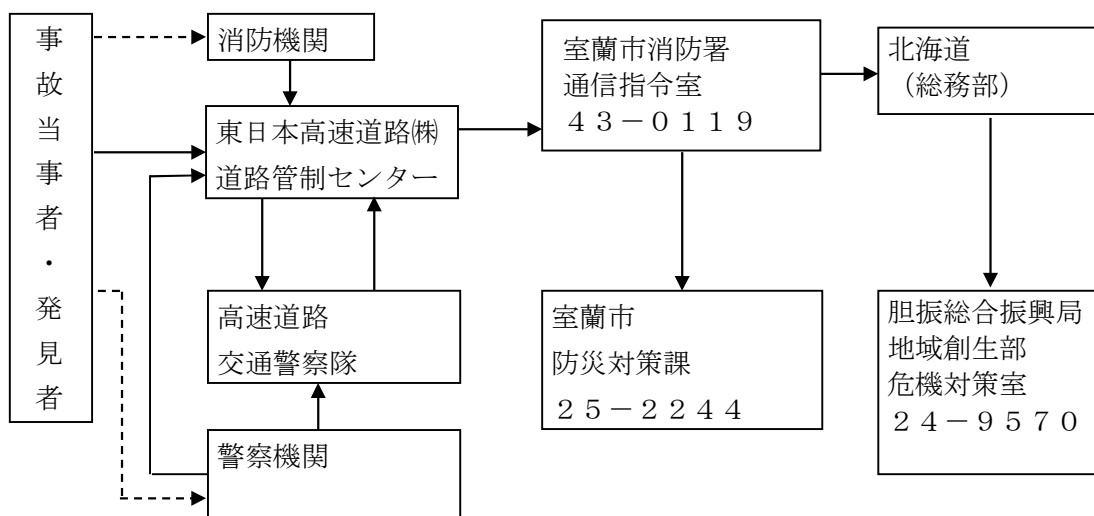 事故当事者・発見者
消防機関
東日本高速道路㈱
道路管制センター
高速道路
交通警察隊
警察機関
室蘭市消防署
通信指令室
４３－０１１９
室蘭市
防災対策課
２５－２２４４
北海道
（総務部）
胆振総合振興局
地域創生部
危機対策室
２４－９５７０